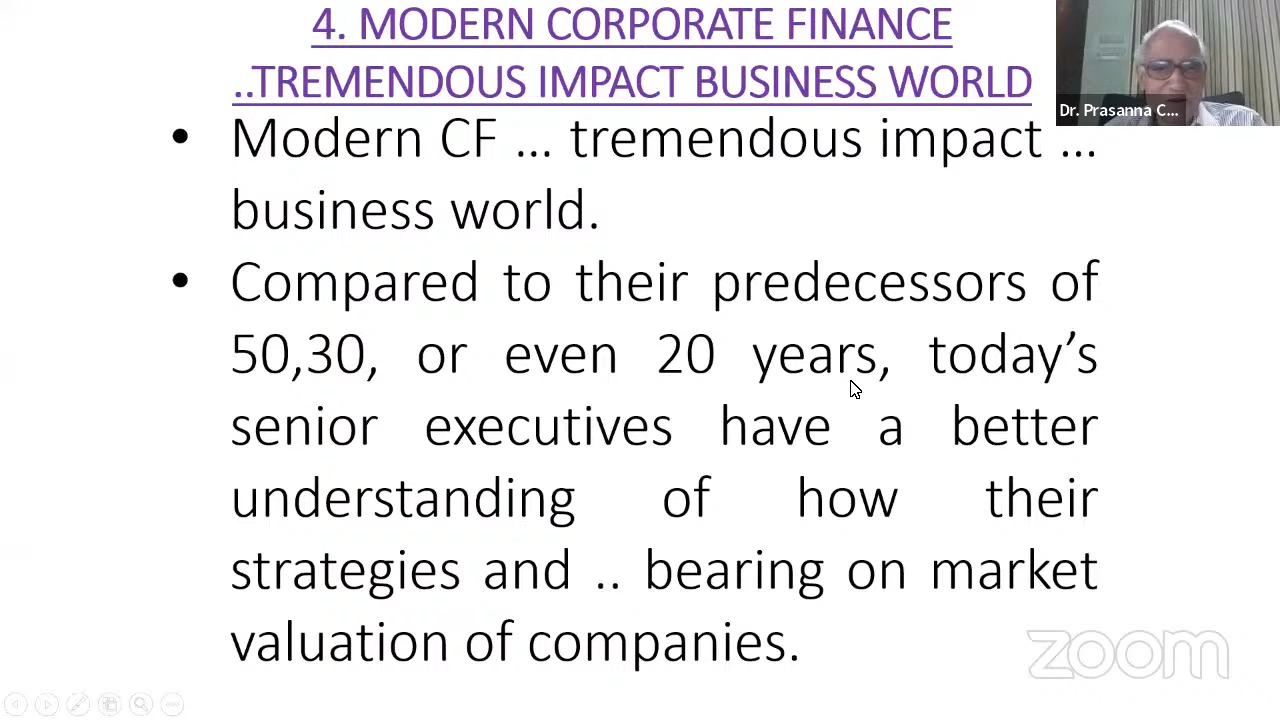 4. MODERN CORPORATE FINANCE
..TREMENDOUS IMPACT BUSINESS WORLD
Dr. Prasanna C...
• Modern CF ... tremendous impact ...
business world.
• Compared to their predecessors of
50,30, or even 20 years, today’s
senior executives have a better
understanding of how their
strategies and .. bearing on market
valuation of companies.
zoom